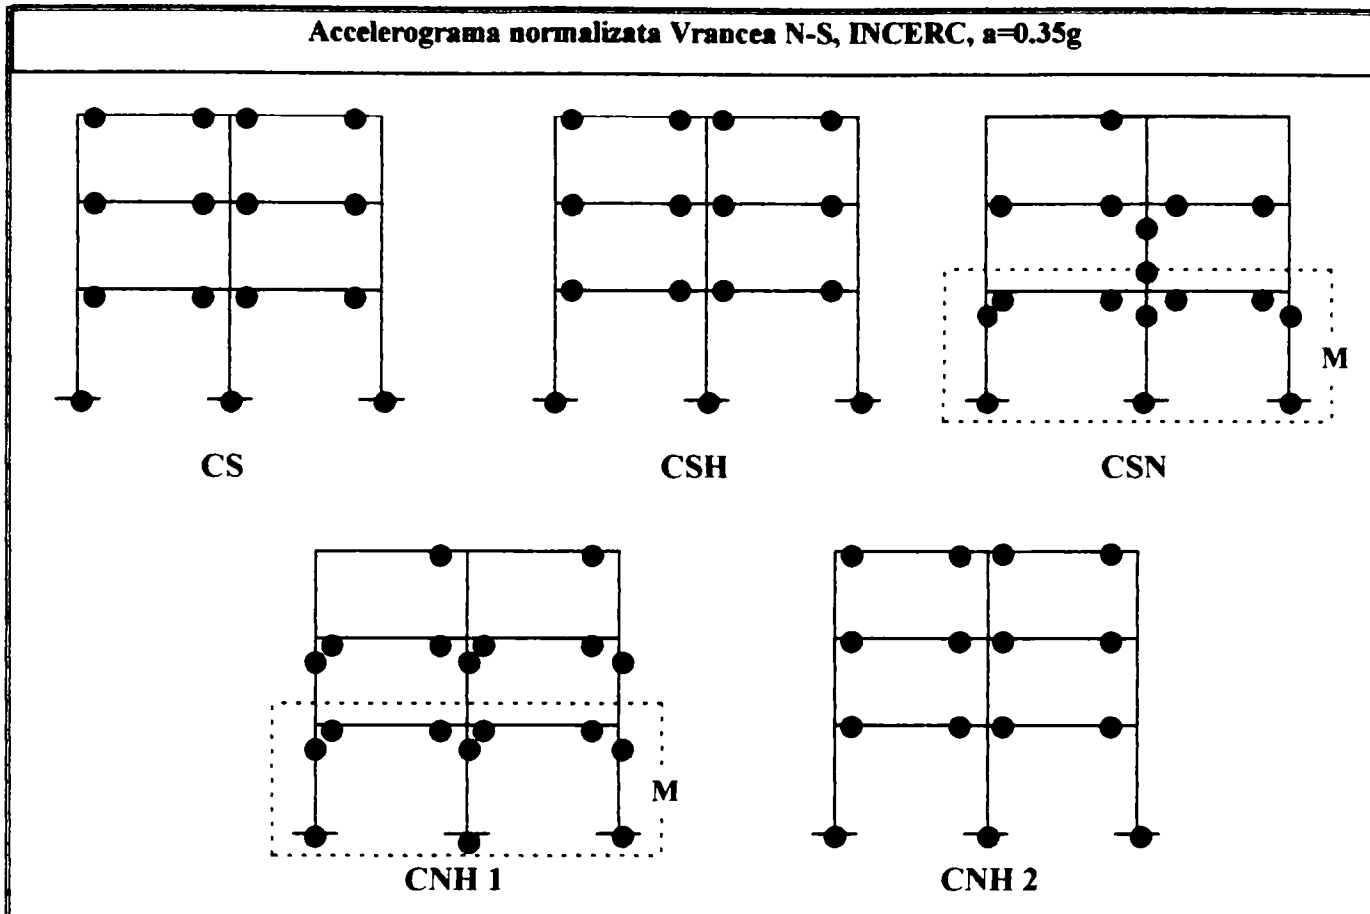 Accelerograma normalizata Vrancea N-S, INCERC, a=0.35g
M
CS
CSH
CSN
M
CNH 1
CNH 2